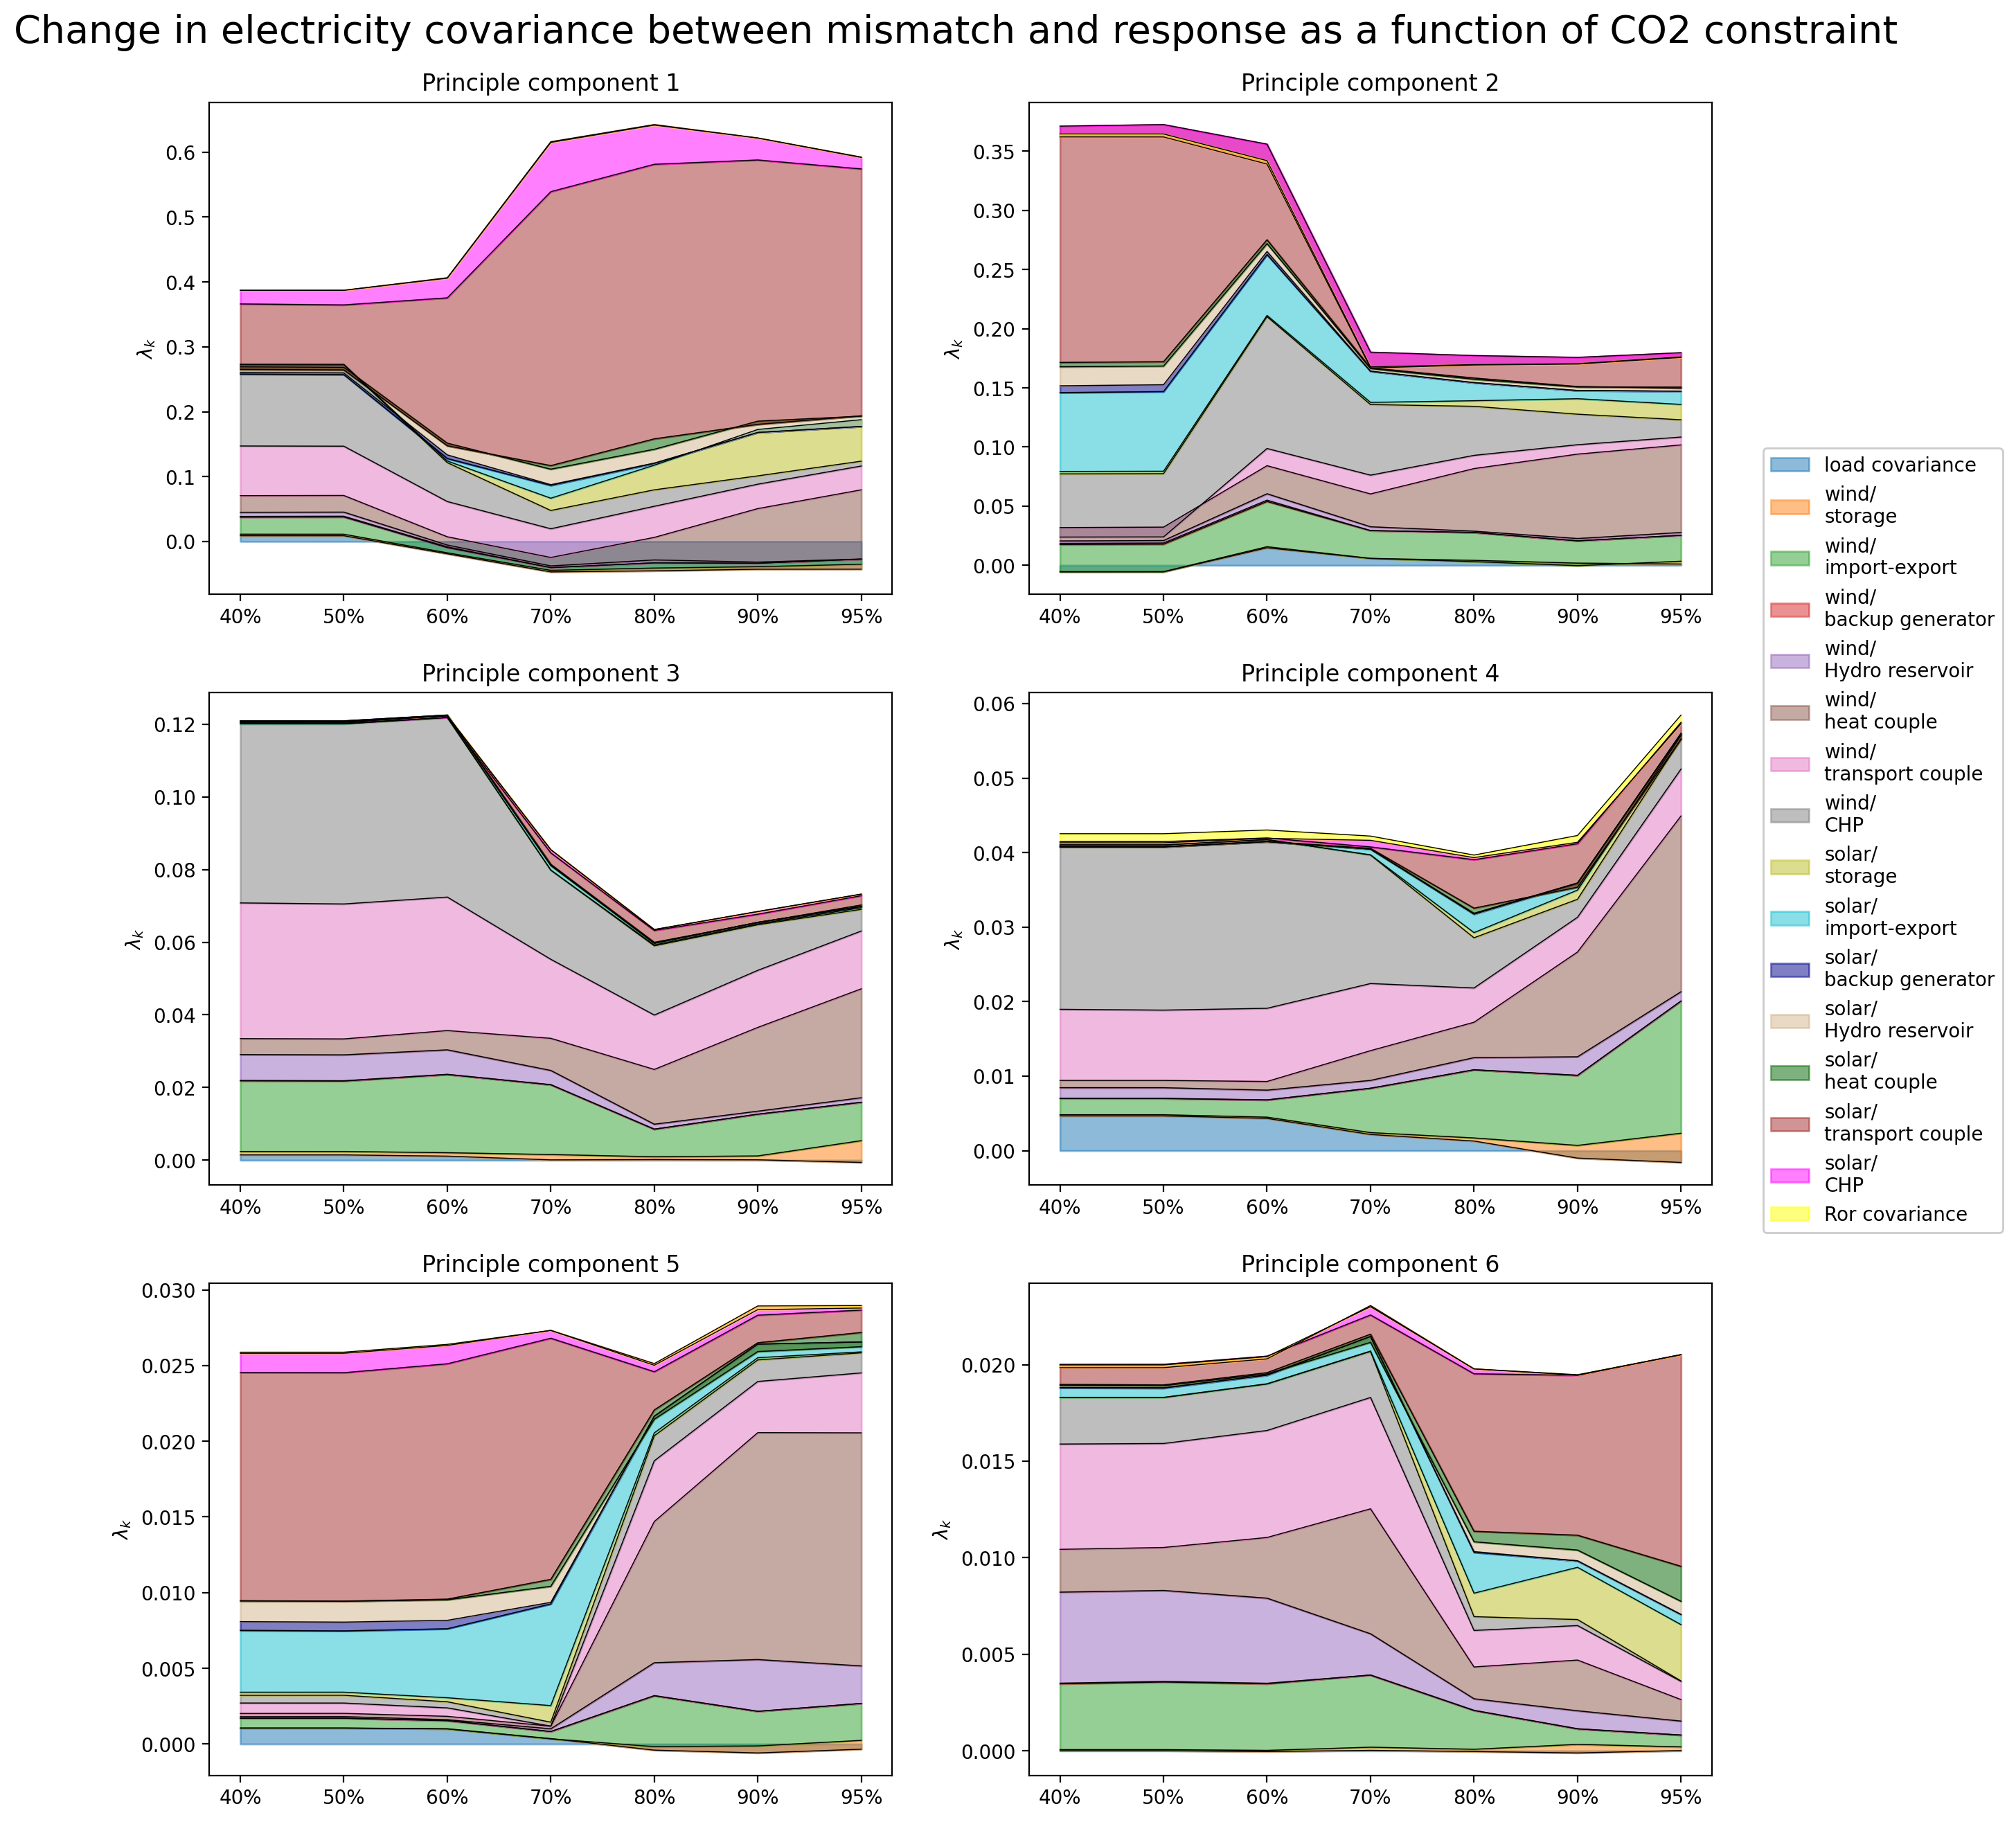 Change in electricity covariance between mismatch and response as a function of CO2 constraint
Principle component 1
λk
0.6
0.5
0.4
0.3
0.2
0.1
0.0
40% 50% 60% 70% 80% 90% 95%
Principle component 2
λk
0.35
0.30
0.25
0.20
0.15
0.10
0.05
0.00
40% 50% 60% 70% 80% 90% 95%
Principle component 3
λk
0.12
0.10
0.08
0.06
0.04
0.02
0.00
40% 50% 60% 70% 80% 90% 95%
Principle component 4
λk
0.06
0.05
0.04
0.03
0.02
0.01
0.00
40% 50% 60% 70% 80% 90% 95%
Principle component 5
λk
0.030
0.025
0.020
0.015
0.010
0.005
0.000
40% 50% 60% 70% 80% 90% 95%
Principle component 6
λk
0.020
0.015
0.010
0.005
0.000
40% 50% 60% 70% 80% 90% 95%
load covariance
wind/
storage
wind/
import-export
wind/
backup generator
wind/
Hydro reservoir
wind/
heat couple
wind/
transport couple
wind/
CHP
solar/
storage
solar/
import-export
solar/
backup generator
solar/
Hydro reservoir
solar/
heat couple
solar/
transport couple
solar/
CHP
Ror covariance